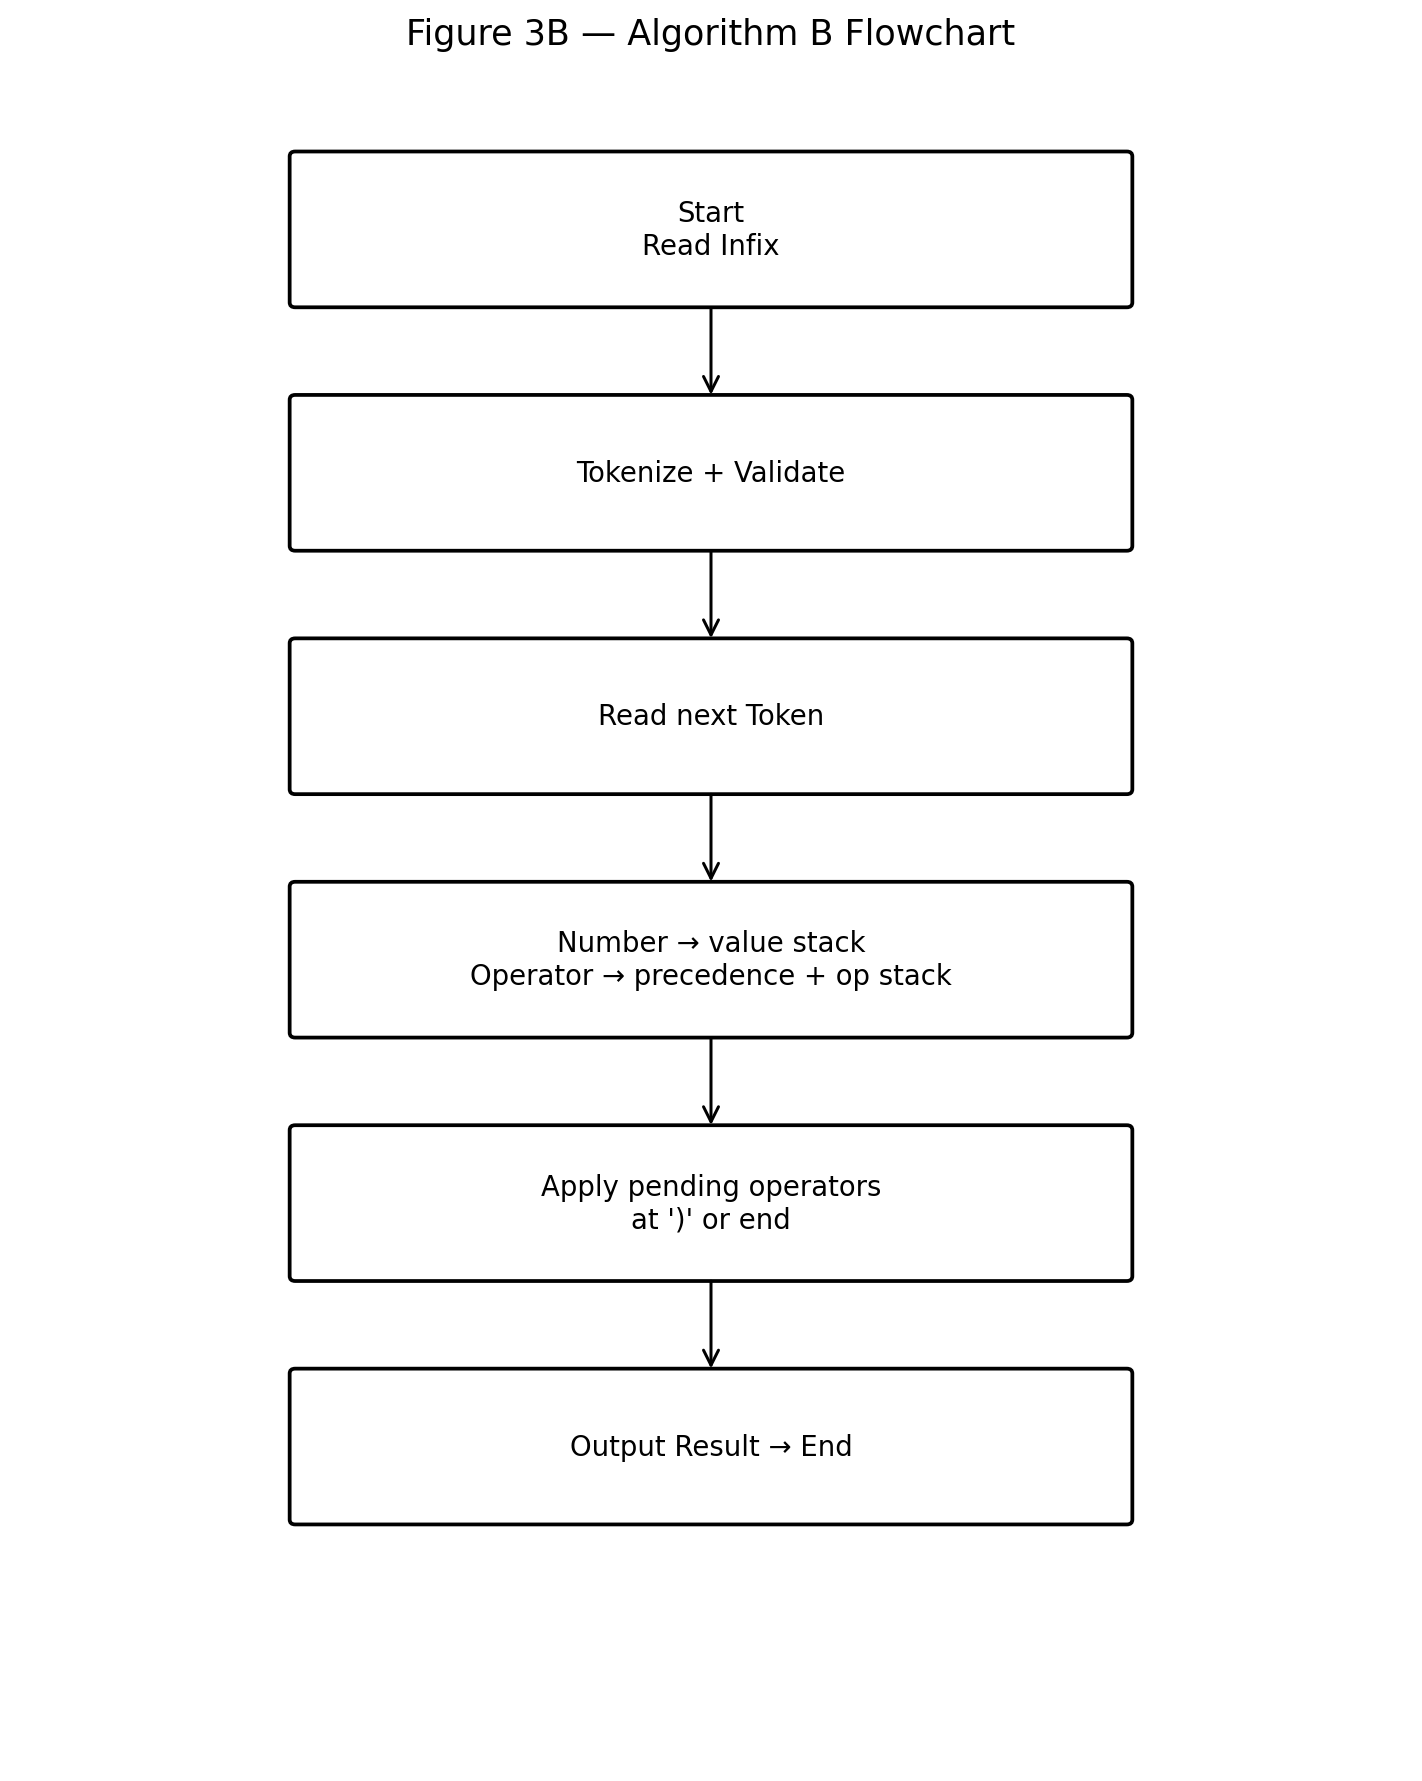 Figure 3B — Algorithm B Flowchart
Start
Read Infix
Tokenize + Validate
Read next Token
Number → value stack
Operator → precedence + op stack
Apply pending operators
at ')' or end
Output Result → End